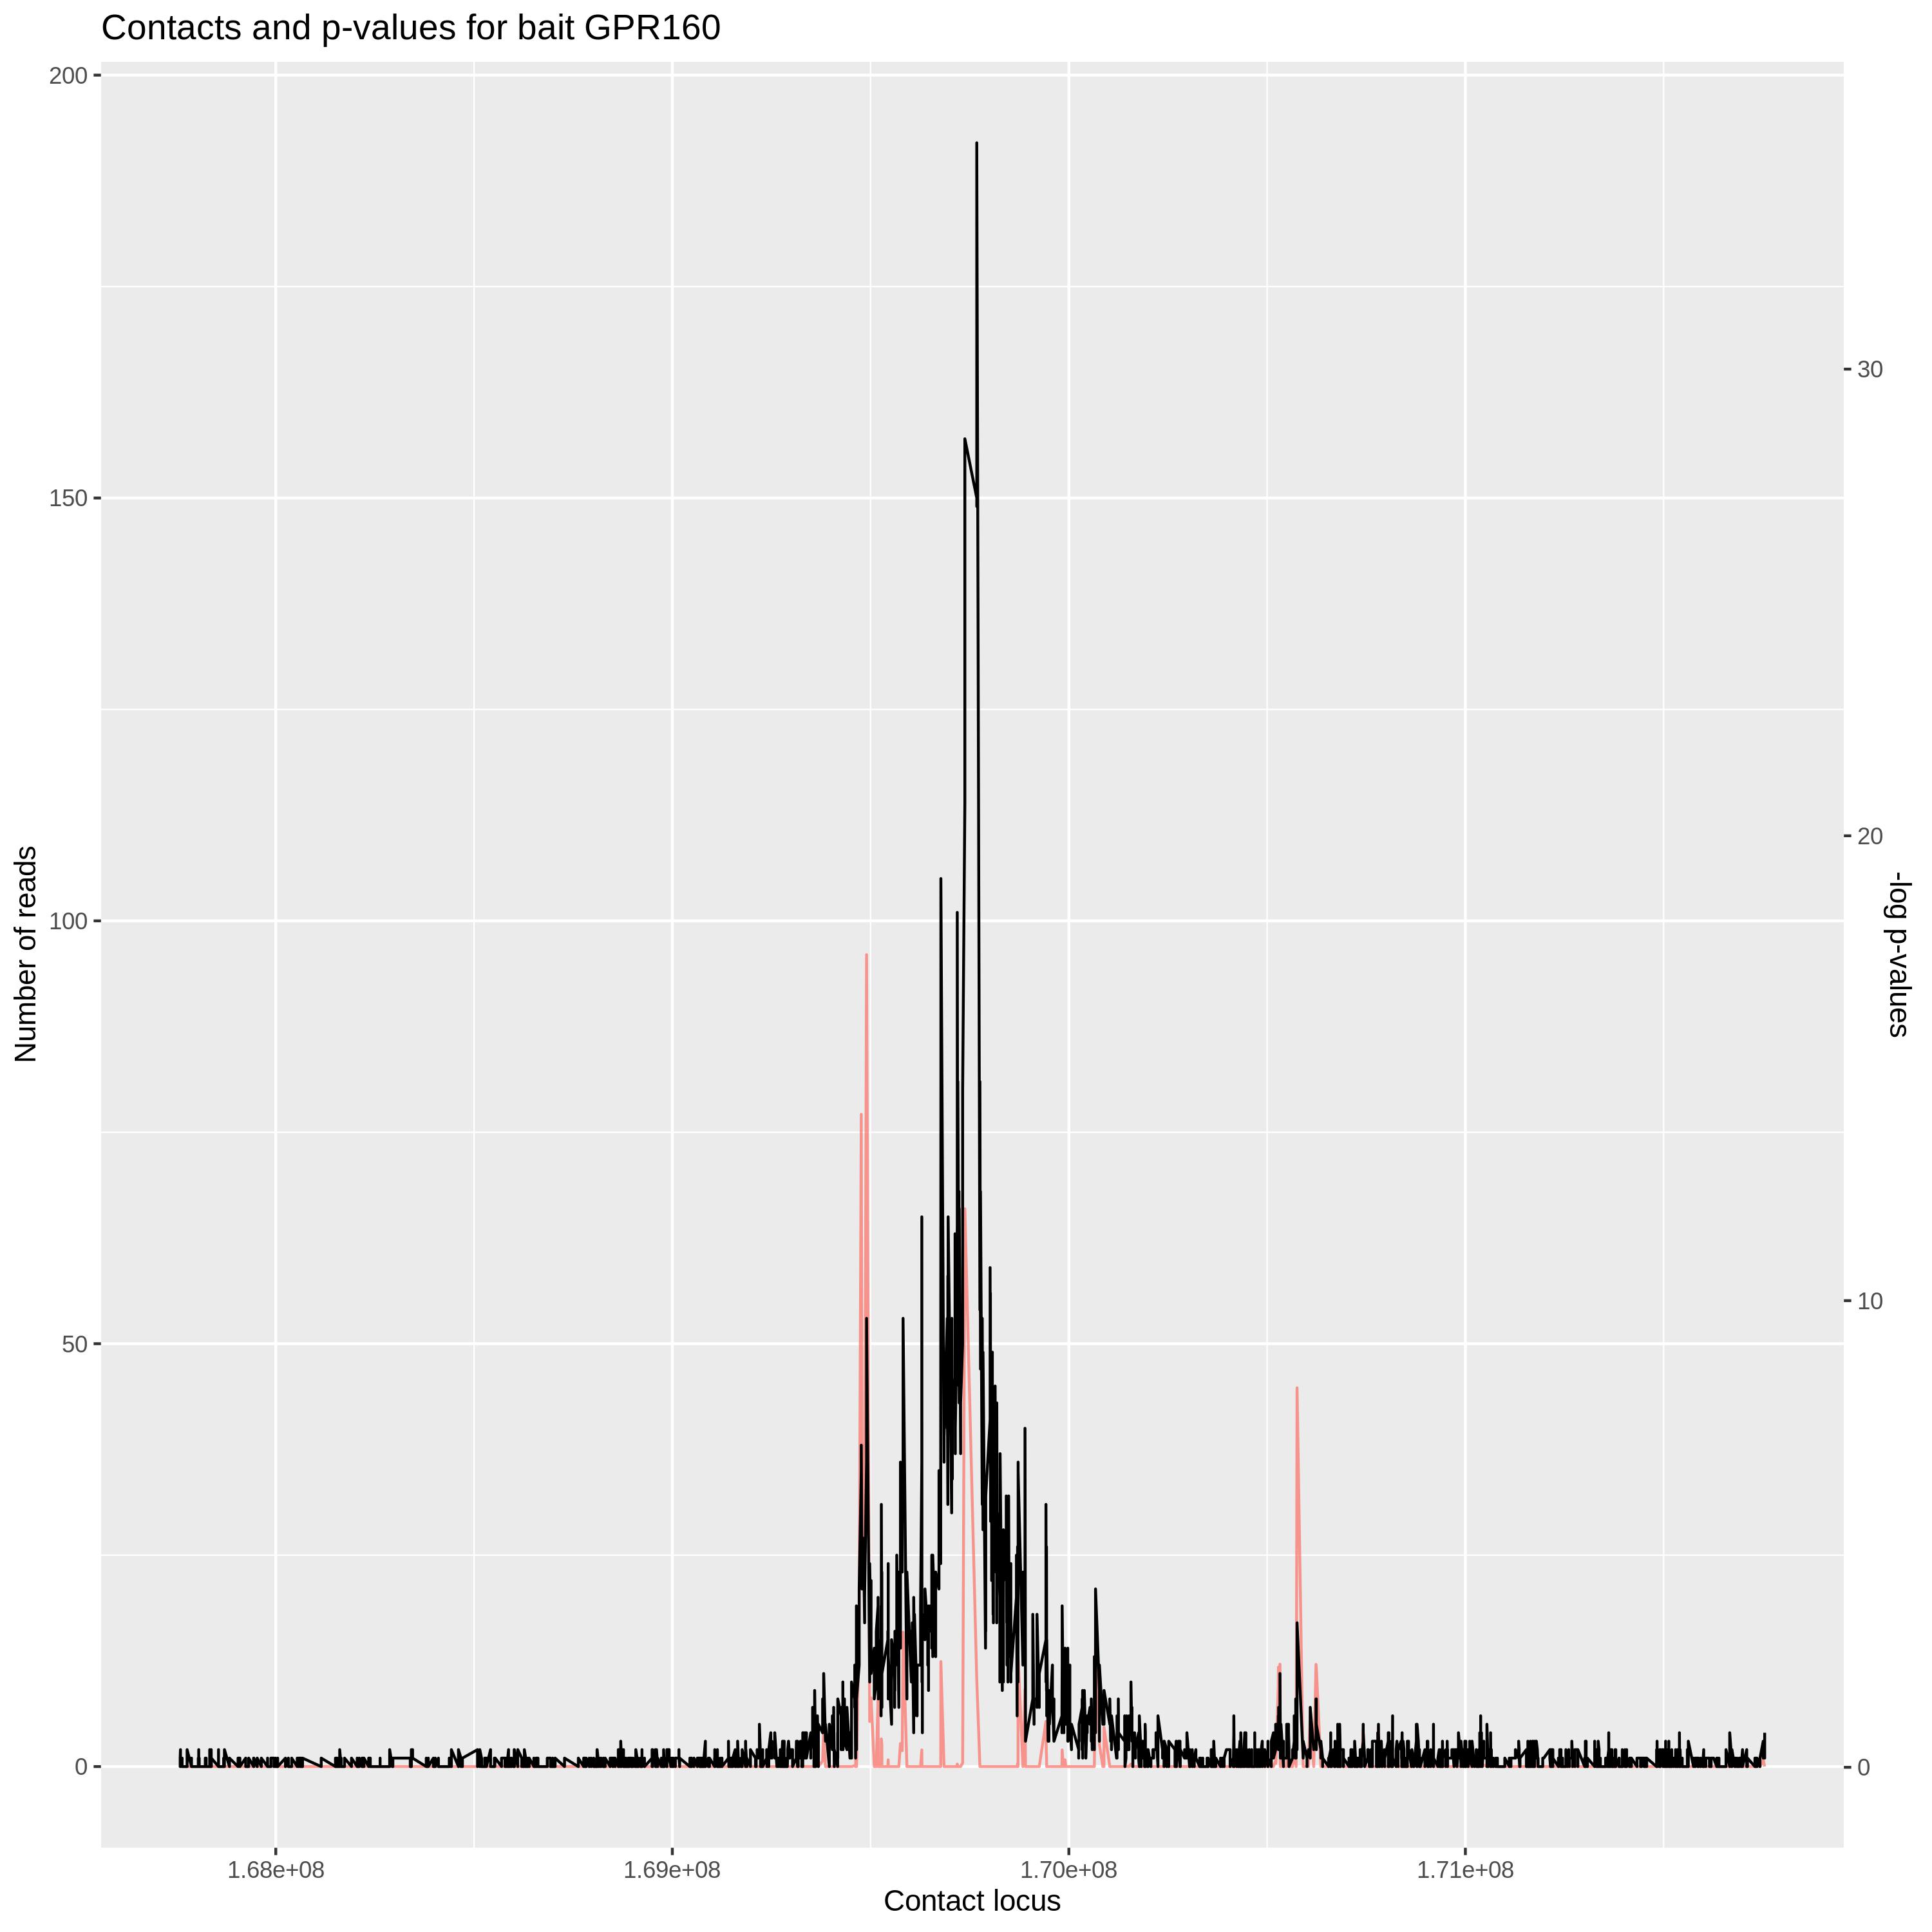 Contacts and p-values for bait GPR160
200
150
100
50
0
30
20
10
0
Number of reads
-log p-values
1.68e+08 1.69e+08 1.70e+08 1.71e+08
Contact locus